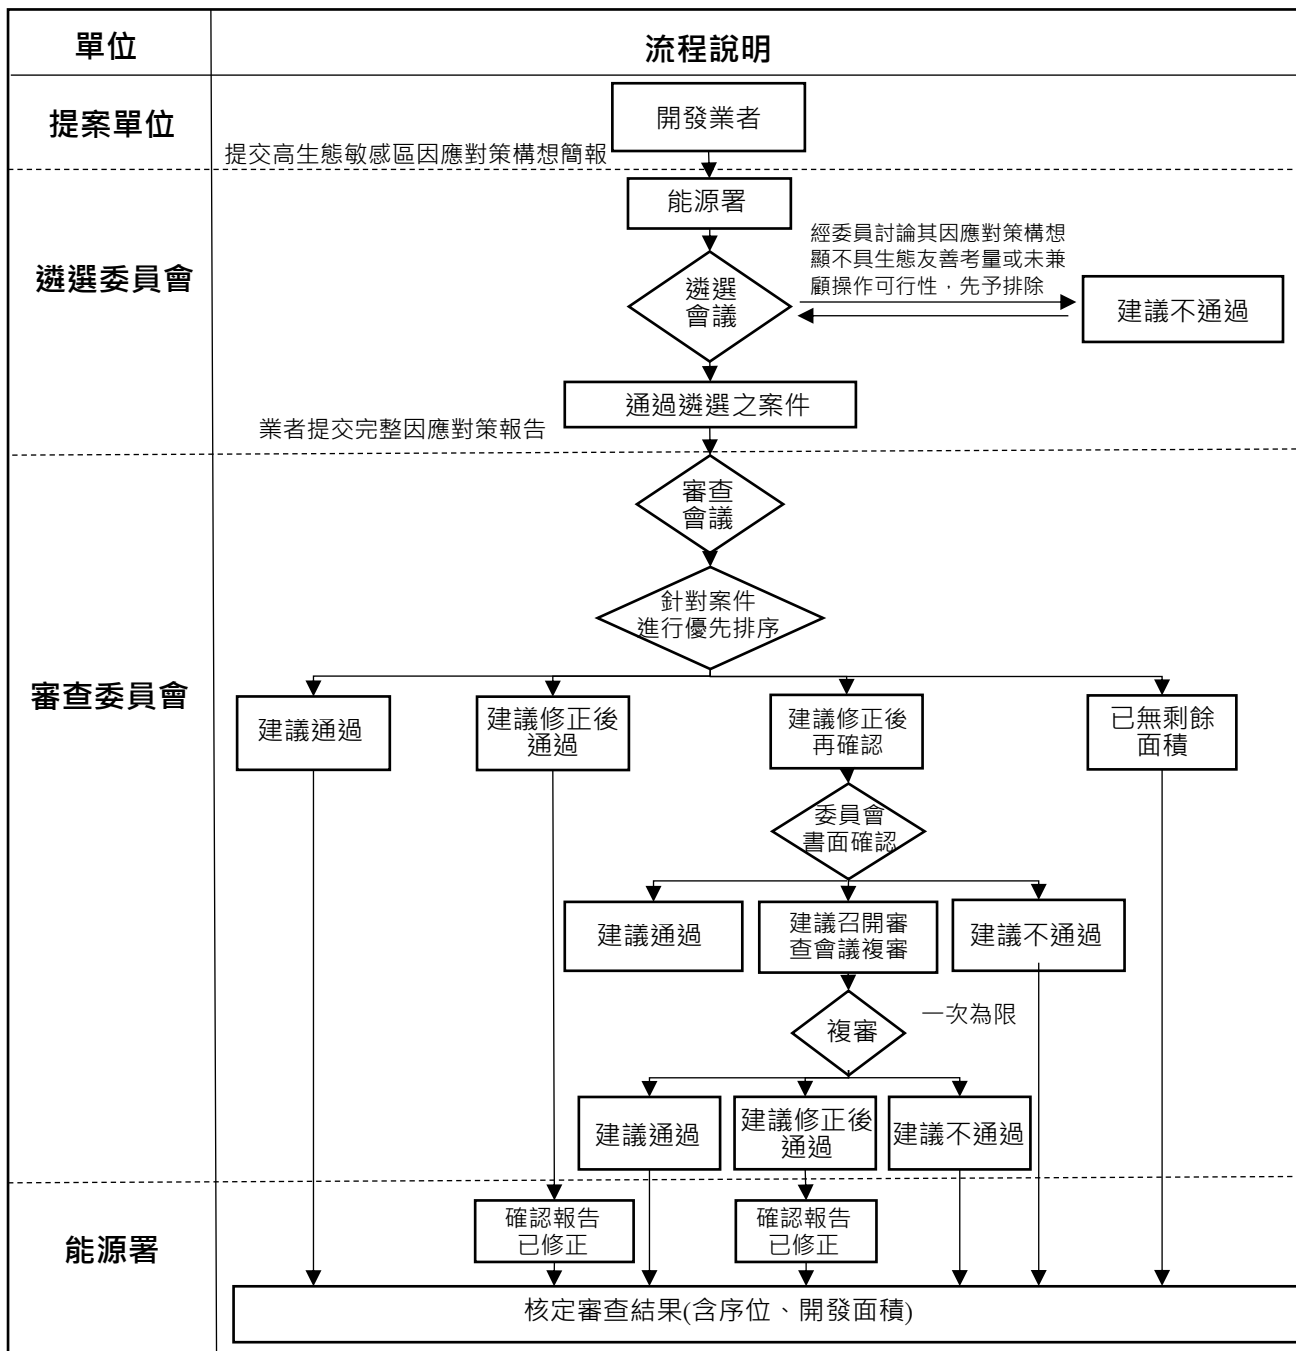 單位
流程說明
提案單位
開發業者
提交高生態敏感區因應對策構想簡報
遴選委員會
能源署
遴選
會議
經委員討論其因應對策構想
顯不具生態友善考量或未兼
顧操作可行性，先予排除
建議不通過
通過遴選之案件
業者提交完整因應對策報告
審查委員會
審查
會議
針對案件
進行優先排序
建議通過
建議修正後
通過
建議修正後
再確認
已無剩餘
面積
委員會
書面確認
建議通過
建議召開審
查會議複審
建議不通過
複審
一次為限
建議通過
建議修正後
通過
建議不通過
能源署
確認報告
已修正
確認報告
已修正
核定審查結果(含序位、開發面積)